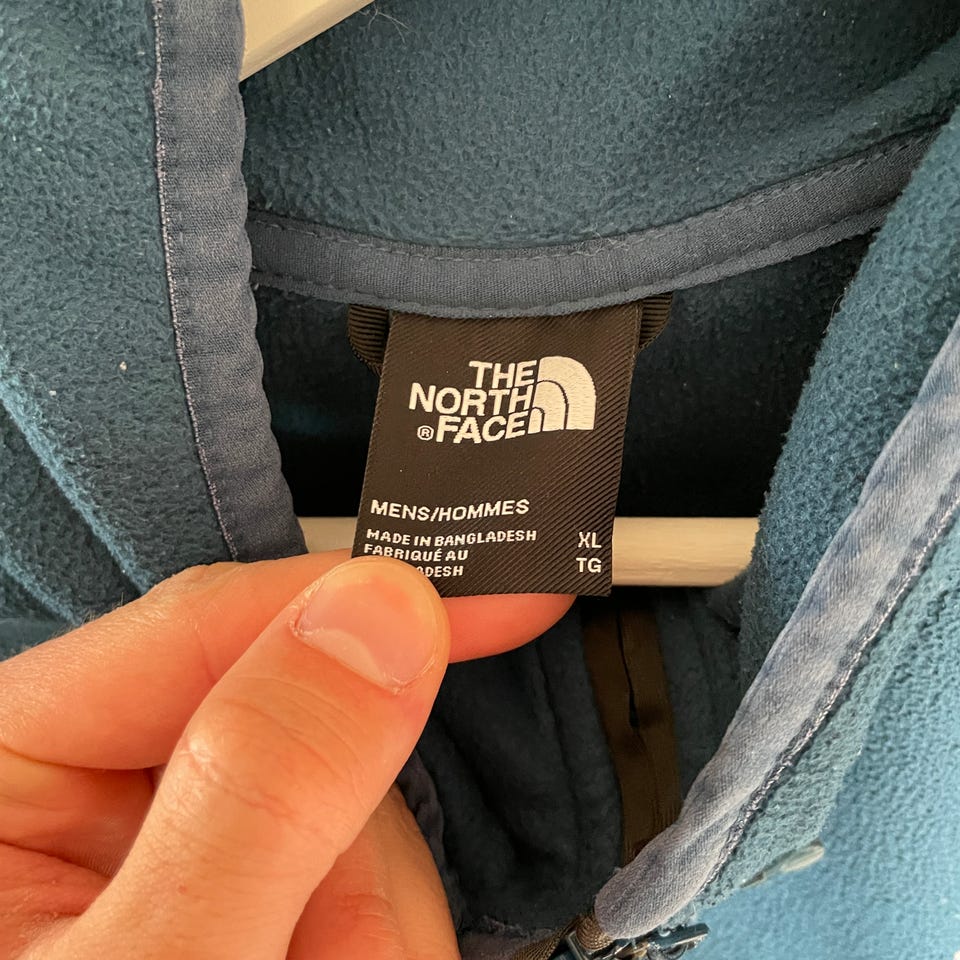 THE
NORTH
® FACE
MENS/HOMMES
MADE IN BANGLADESH XL
FABRIQUÉ AU TG